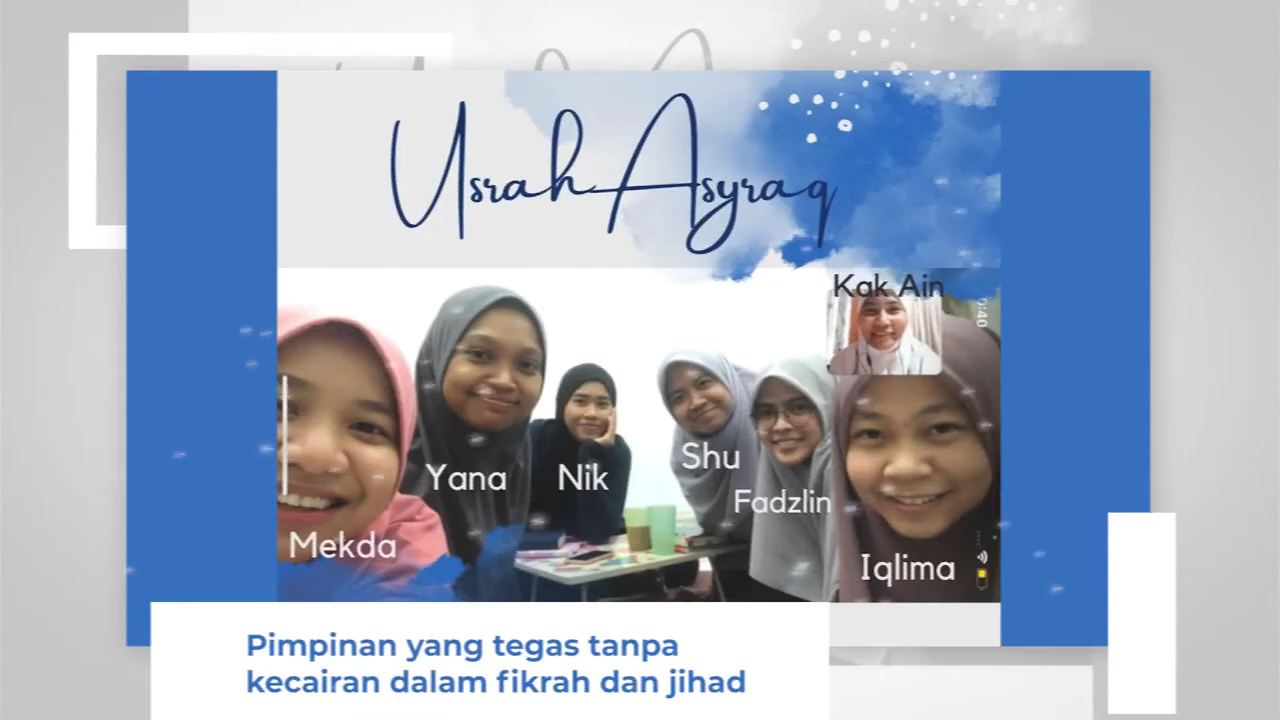 Usrah Asyraq
Kak Ain
Shu
Yana
Nik
Fadzlin
Mekda
Iqlima
Pimpinan yang tegas tanpa
kecairan dalam fikrah dan jihad